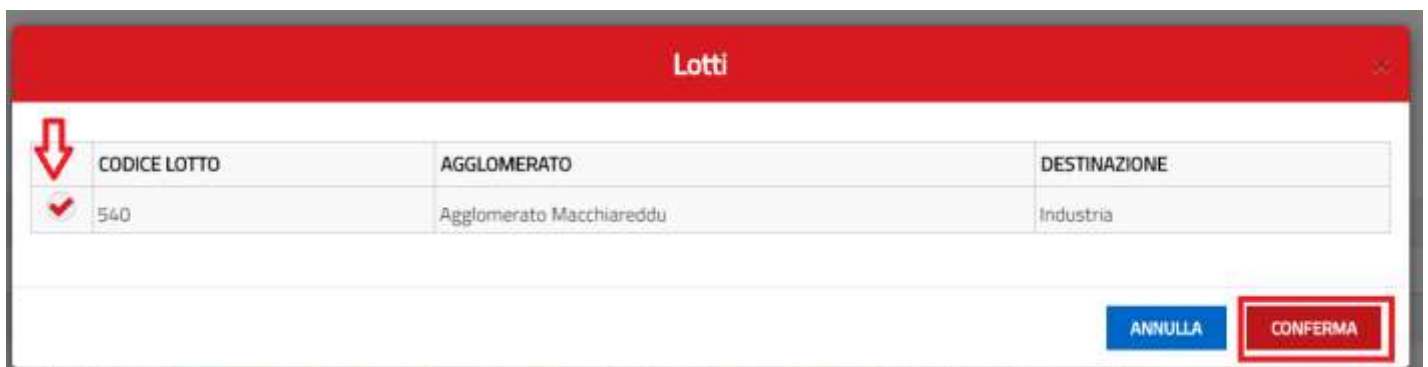 Lotti
CODICE LOTTO AGGLOMERATO DESTINAZIONE
540 Agglomerato Macchiareddu Industria
ANNULLA CONFERMA